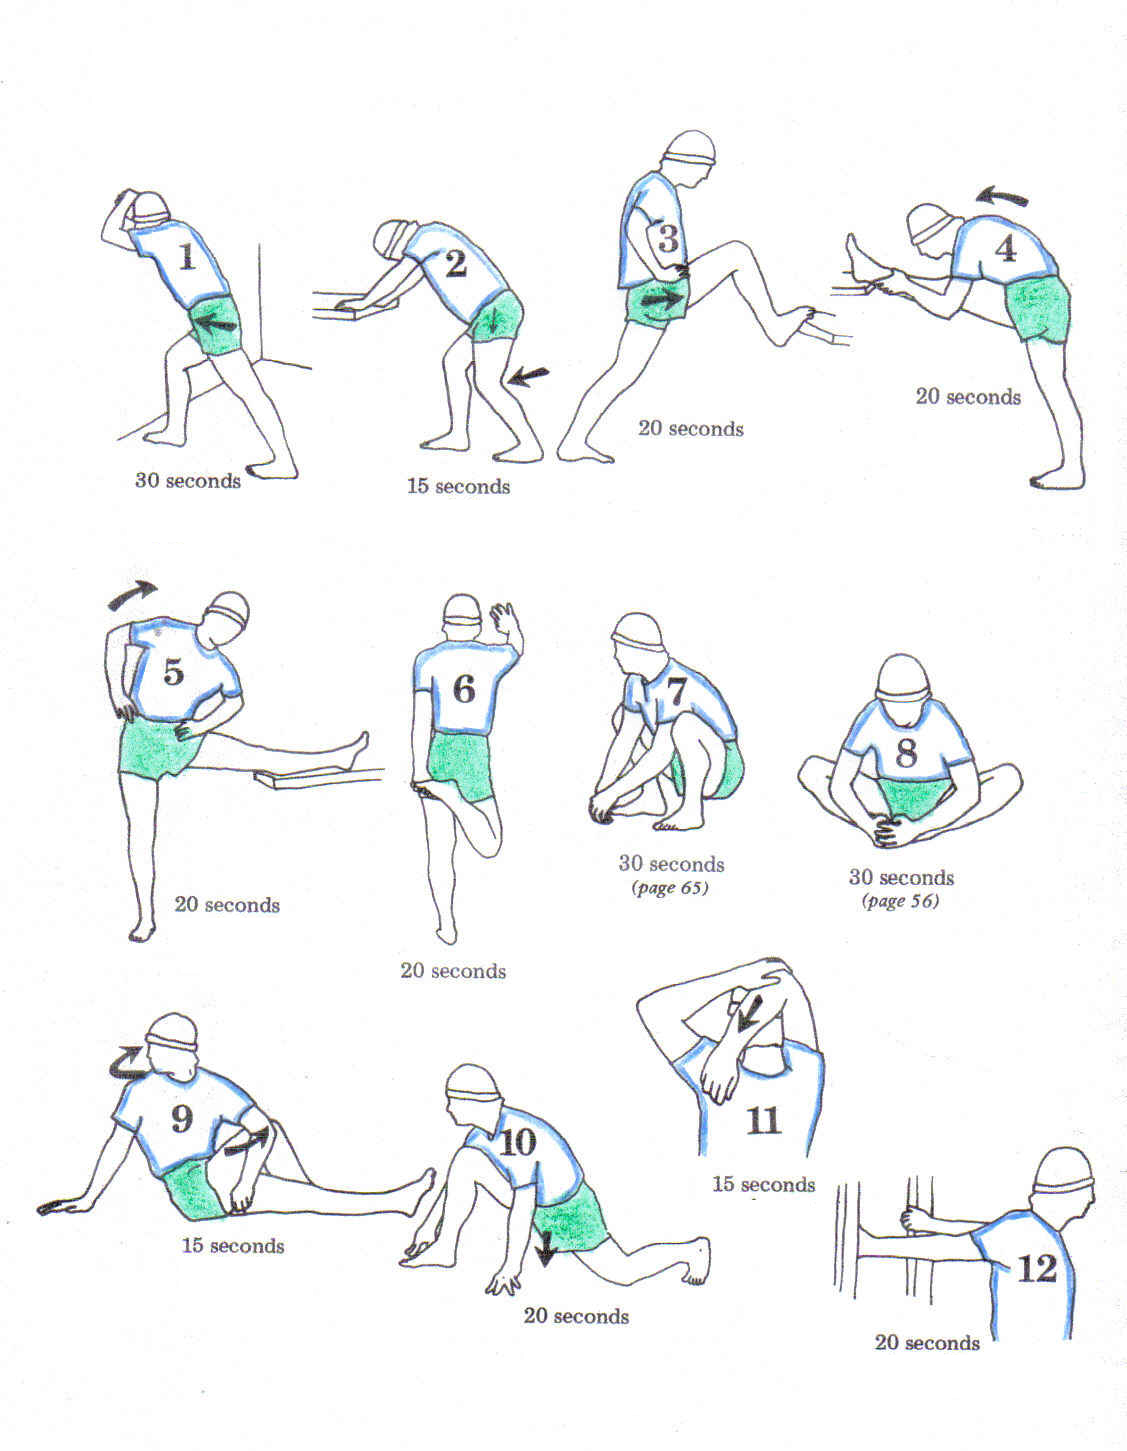 1
30 seconds
2
15 seconds
3
20 seconds
4
20 seconds
5
20 seconds
6
20 seconds
7
30 seconds
(page 65)
8
30 seconds
(page 56)
9
15 seconds
10
20 seconds
11
15 seconds
12
20 seconds